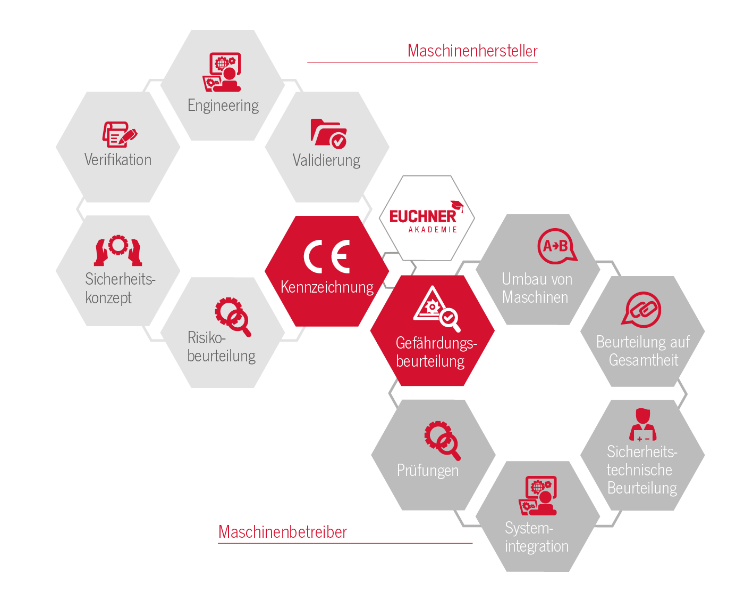 Maschinenhersteller
Engineering
Verifikation
Validierung
EUCHNER
AKADEMIE
Sicherheits-
konzept
CE
Kennzeichnung
Risiko-
beurteilung
Umbau von
Maschinen
A→B
Gefährdungs-
beurteilung
Beurteilung auf
Gesamtheit
Prüfungen
Sicherheits-
technische
Beurteilung
System-
integration
Maschinenbetreiber